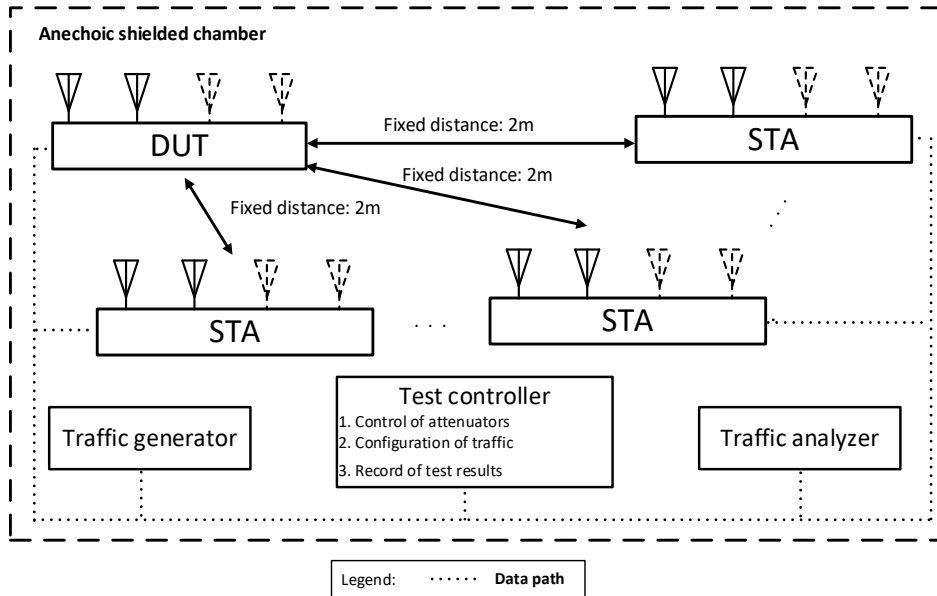 Anechoic shielded chamber
DUT
Fixed distance: 2m
STA
Fixed distance: 2m
Fixed distance: 2m
STA
. . .
STA
Test controller
1. Control of attenuators
2. Configuration of traffic
3. Record of test results
Traffic generator
Traffic analyzer
Legend: ...... Data path